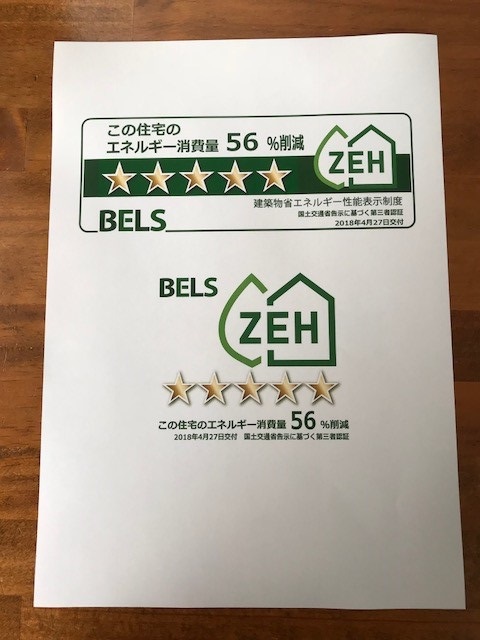 この住宅の
エネルギー消費量 56 %削減
ZEH
建築物省エネルギー性能表示制度
国土交通省告示に基づく第三者認証
2018年4月27日交付
BELS
BELS
ZEH
この住宅のエネルギー消費量 56 %削減
2018年4月27日交付 国土交通省告示に基づく第三者認証